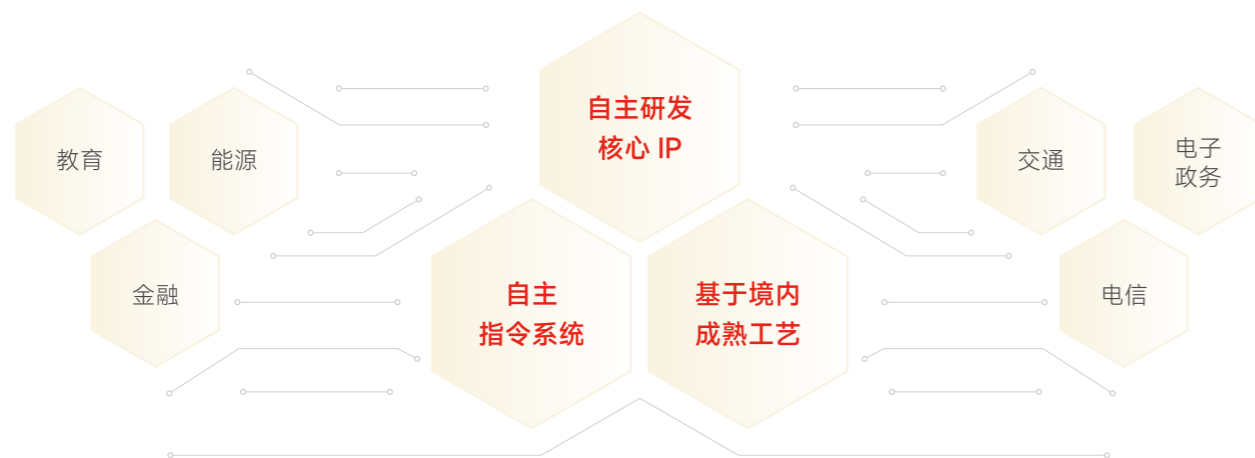 自主研发
核心 IP
教育
能源
金融
自主
指令系统
基于境内
成熟工艺
交通
电子
政务
电信